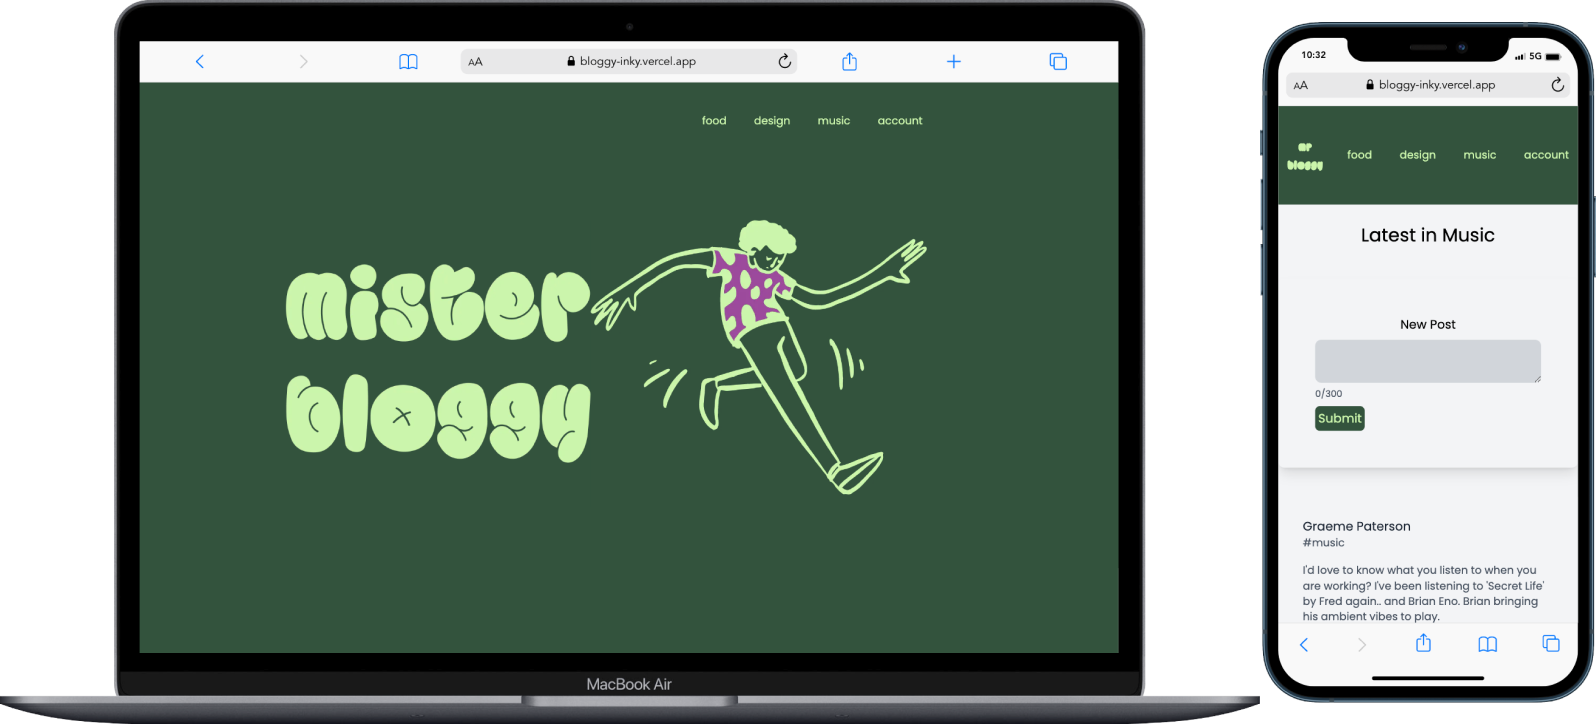 AA
bloggy-inky.vercel.app
food design music account
mister
bloggy
MacBook Air
10:32
5G
AA
bloggy-inky.vercel.app
mr
bloggy
food design music account
Latest in Music
New Post
0/300
Submit
Graeme Paterson
#music
I'd love to know what you listen to when you
are working? I've been listening to 'Secret Life'
by Fred again.. and Brian Eno. Brian bringing
his ambient vibes to play.